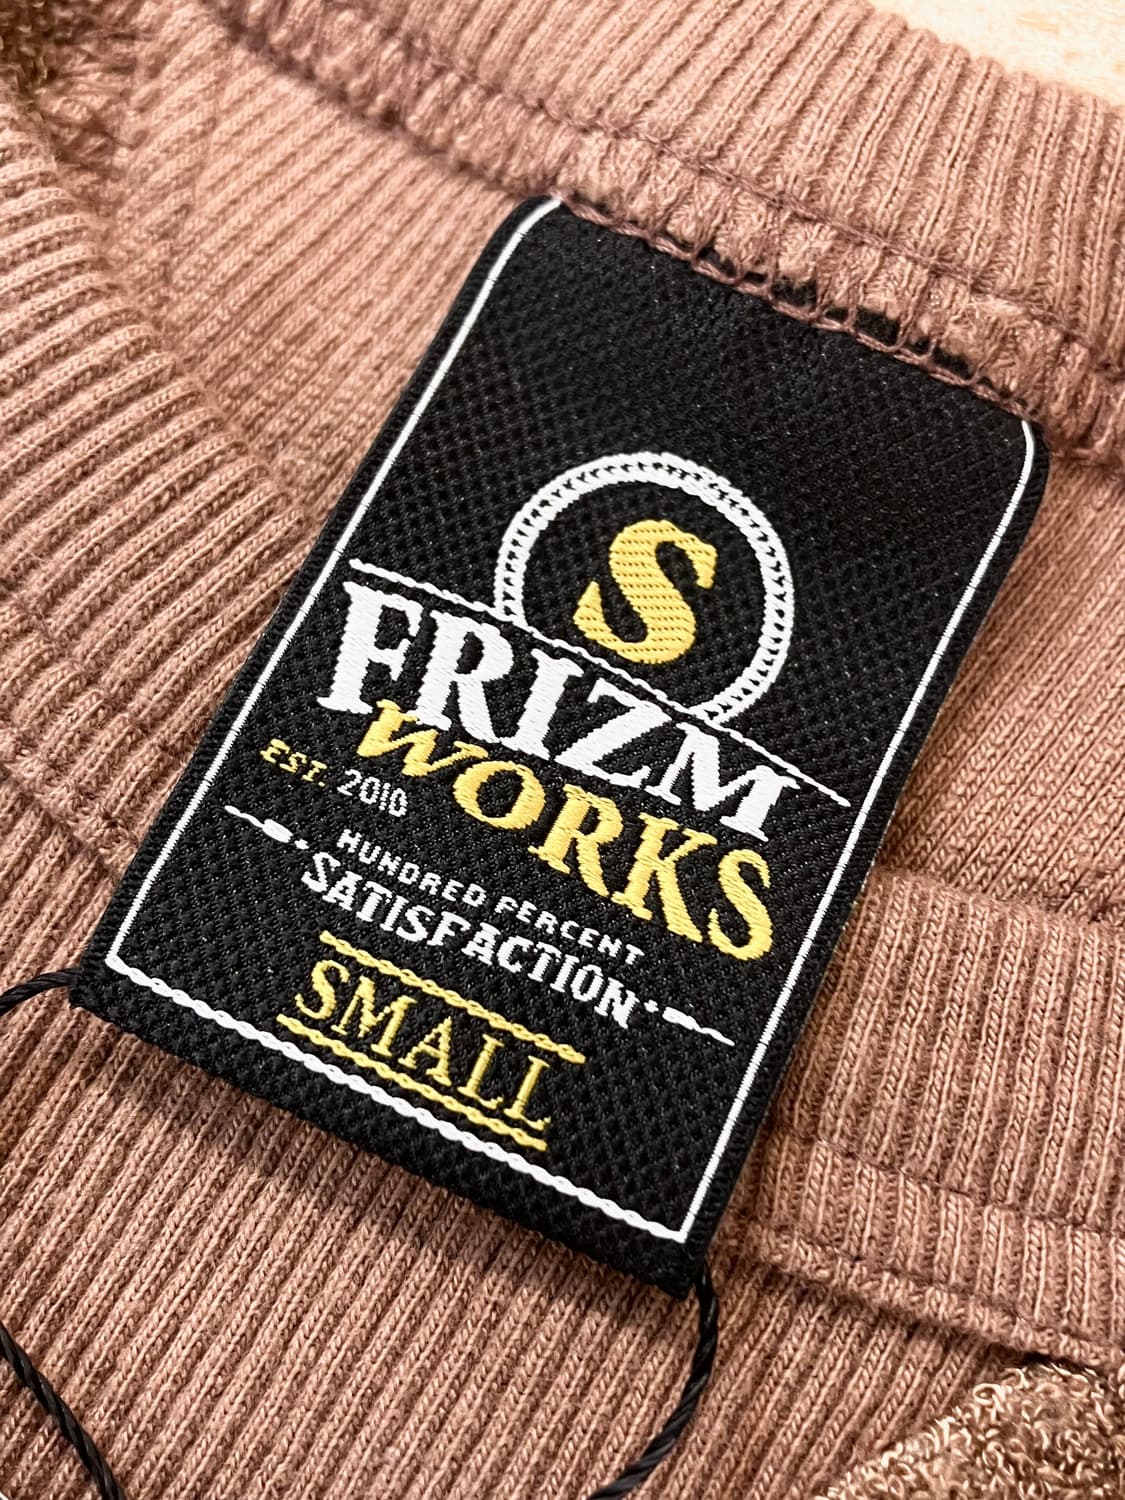 S
FRIZM
WORKS
EST. 2010
HUNDRED PERCENT
SATISFACTION
SMALL